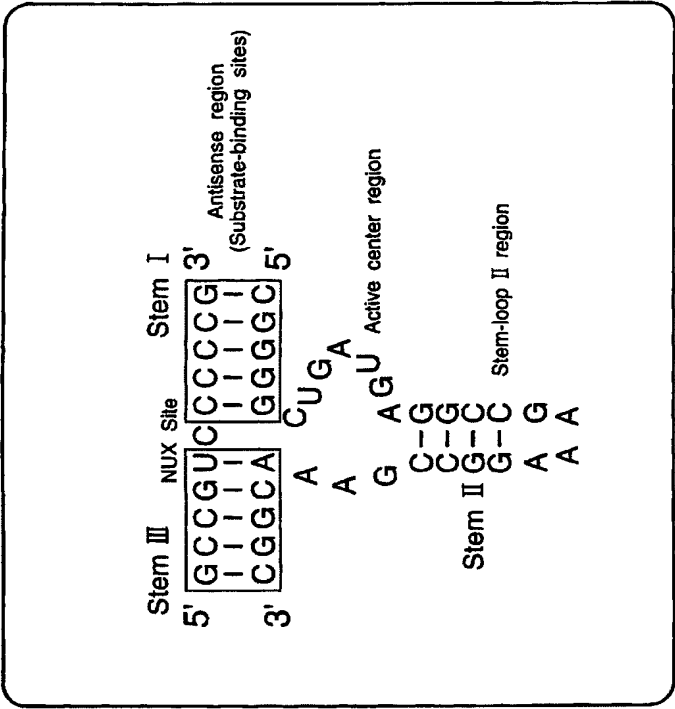 Stem III NUX Site Stem I
5' GCCGU C CCCCG 3'
3' CGGCA GGGGC 5'
Antisense region
(Substrate-binding sites)
A C
A U
G G
A
U
G
A
Active center region
C–G
C–G
Stem II G–C
G–C
Stem-loop II region
A G
A A